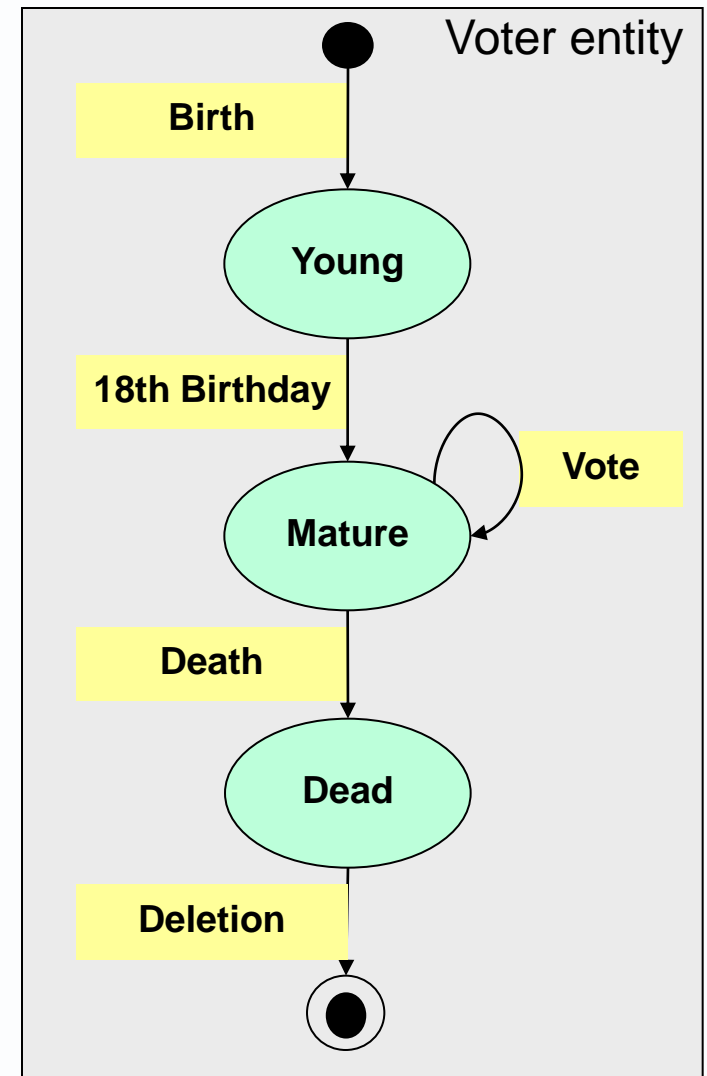 Voter entity
Birth
Young
18th Birthday
Vote
Mature
Death
Dead
Deletion